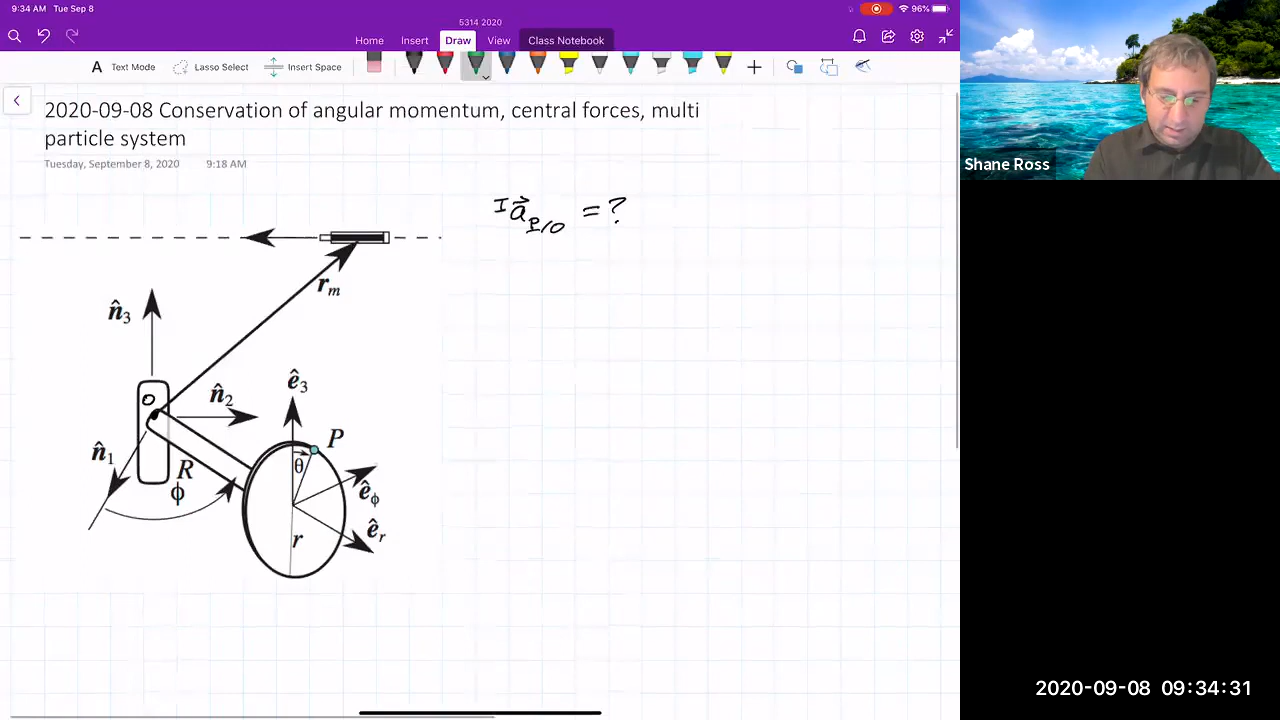 9:34 AM Tue Sep 8
96%
5314 2020
Home Insert Draw View Class Notebook
A Text Mode Lasso Select Insert Space
2020-09-08 Conservation of angular momentum, central forces, multi
particle system
Tuesday, September 8, 2020 9:18 AM
Shane Ross
I a⃗ P/O = ?
r_m
n̂₃
ê₃
O
n̂₂
P
n̂₁
θ
R
ê_ϕ
ϕ
ê_r
r
2020-09-08 09:34:31